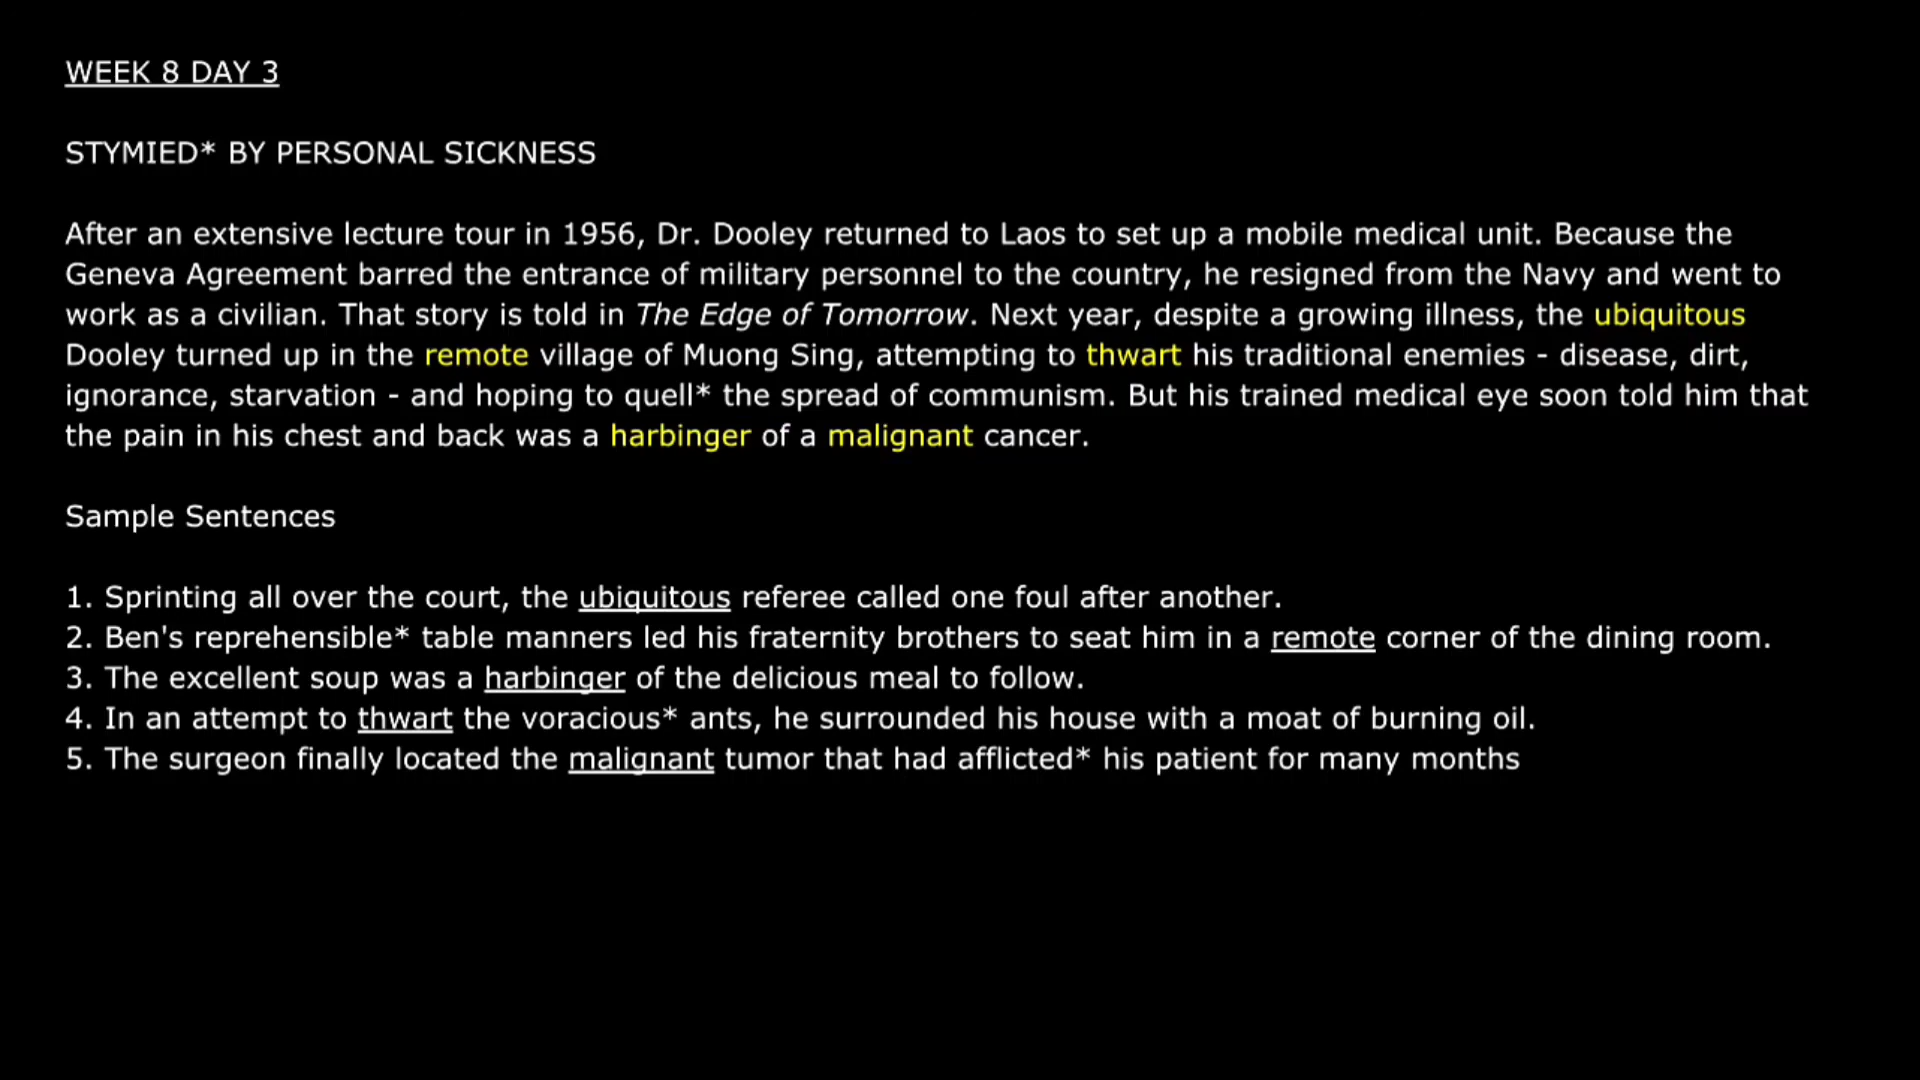 WEEK 8 DAY 3
STYMIED* BY PERSONAL SICKNESS
After an extensive lecture tour in 1956, Dr. Dooley returned to Laos to set up a mobile medical unit. Because the
Geneva Agreement barred the entrance of military personnel to the country, he resigned from the Navy and went to
work as a civilian. That story is told in The Edge of Tomorrow. Next year, despite a growing illness, the ubiquitous
Dooley turned up in the remote village of Muong Sing, attempting to thwart his traditional enemies - disease, dirt,
ignorance, starvation - and hoping to quell* the spread of communism. But his trained medical eye soon told him that
the pain in his chest and back was a harbinger of a malignant cancer.
Sample Sentences
1. Sprinting all over the court, the ubiquitous referee called one foul after another.
2. Ben's reprehensible* table manners led his fraternity brothers to seat him in a remote corner of the dining room.
3. The excellent soup was a harbinger of the delicious meal to follow.
4. In an attempt to thwart the voracious* ants, he surrounded his house with a moat of burning oil.
5. The surgeon finally located the malignant tumor that had afflicted* his patient for many months